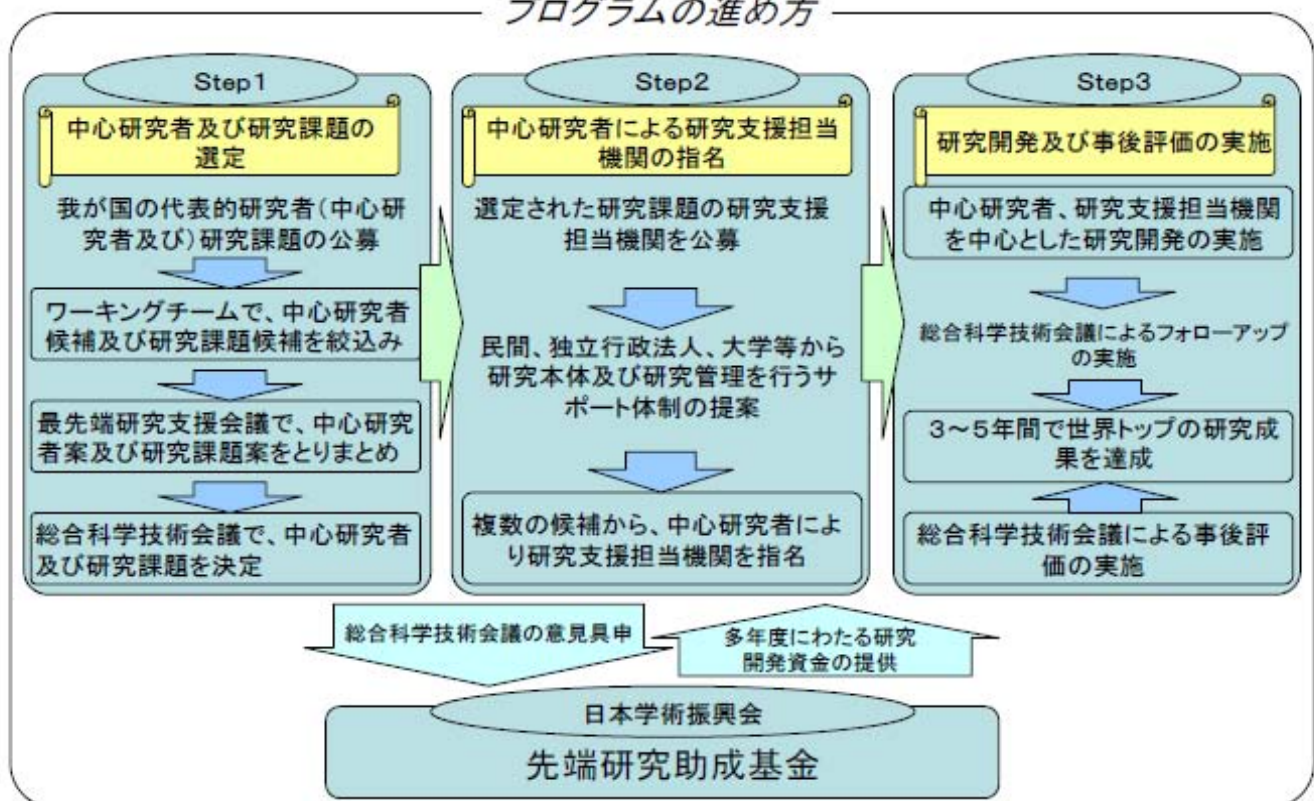 プログラムの進め方
Step1
中心研究者及び研究課題の
選定
我が国の代表的研究者(中心研
究者及び)研究課題の公募
ワーキングチームで、中心研究者
候補及び研究課題候補を絞込み
最先端研究支援会議で、中心研究
者案及び研究課題案をとりまとめ
総合科学技術会議で、中心研究者
及び研究課題を決定
Step2
中心研究者による研究支援担当
機関の指名
選定された研究課題の研究支援
担当機関を公募
民間、独立行政法人、大学等から
研究本体及び研究管理を行うサ
ポート体制の提案
複数の候補から、中心研究者によ
り研究支援担当機関を指名
Step3
研究開発及び事後評価の実施
中心研究者、研究支援担当機関
を中心とした研究開発の実施
総合科学技術会議によるフォローアップ
の実施
3~5年間で世界トップの研究成
果を達成
総合科学技術会議による事後評
価の実施
総合科学技術会議の意見具申
多年度にわたる研究
開発資金の提供
日本学術振興会
先端研究助成基金